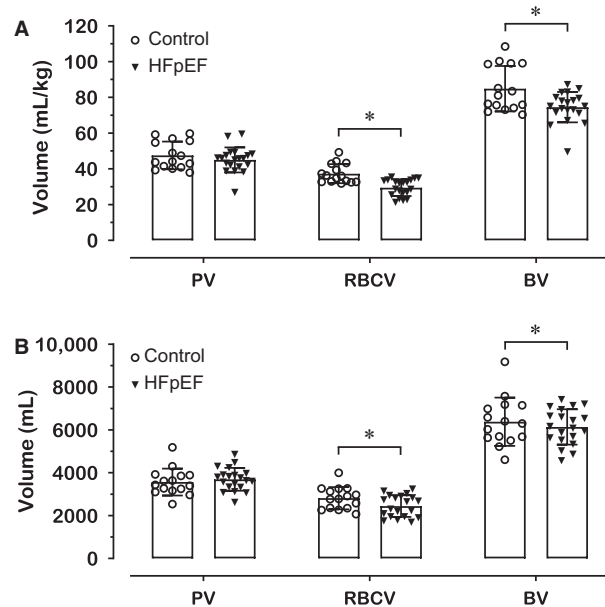 A
Volume (mL/kg)
120
100
80
60
40
20
0
Control
HFpEF
*
*
PV
RBCV
BV
B
Volume (mL)
10,000
8000
6000
4000
2000
0
Control
HFpEF
*
*
PV
RBCV
BV